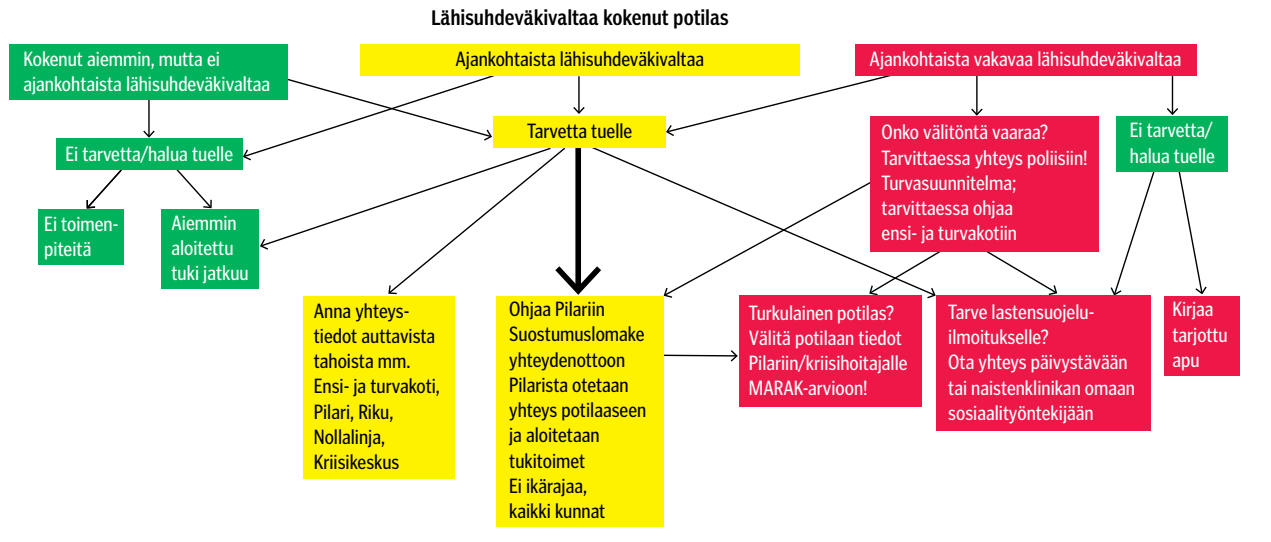 Lähisuhdeväkivaltaa kokenut potilas
Kokenut aiemmin, mutta ei
ajankohtaista lähisuhdeväkivaltaa
Ajankohtaista lähisuhdeväkivaltaa
Ajankohtaista vakavaa lähisuhdeväkivaltaa
Ei tarvetta/halua tuelle
Tarvetta tuelle
Onko välitöntä vaaraa?
Tarvittaessa yhteys poliisiin!
Turvasuunnitelma;
tarvittaessa ohjaa
ensi- ja turvakotiin
Ei tarvetta/
halua tuelle
Ei toimen-
piteitä
Aiemmin
aloitettu
tuki jatkuu
Anna yhteys-
tiedot auttavista
tahoista mm.
Ensi- ja turvakoti,
Pilari, Riku,
Nollalinja,
Kriisikeskus
Ohjaa Pilariin
Suostumuslomake
yhteydenottoon
Pilarista otetaan
yhteys potilaaseen
ja aloitetaan
tukitoimet
Ei ikärajaa,
kaikki kunnat
Turkulainen potilas?
Välitä potilaan tiedot
Pilariin/kriisihoitajalle
MARAK-arvioon!
Tarve lastensuojelu-
ilmoitukselle?
Ota yhteys päivystävään
tai naistenklinikan omaan
sosiaalityöntekijään
Kirjaa
tarjottu
apu